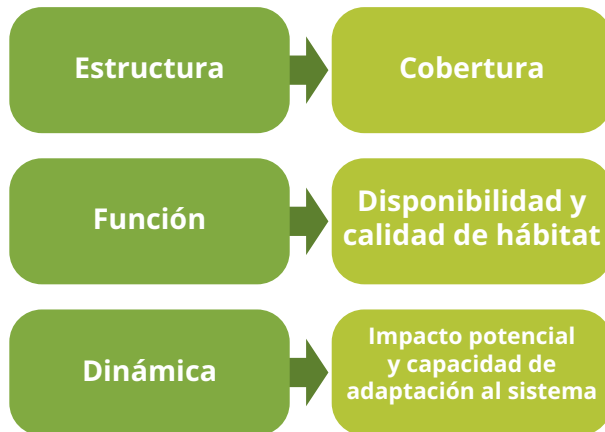 Estructura
Cobertura
Función
Disponibilidad y
calidad de hábitat
Dinámica
Impacto potencial
y capacidad de
adaptación al sistema